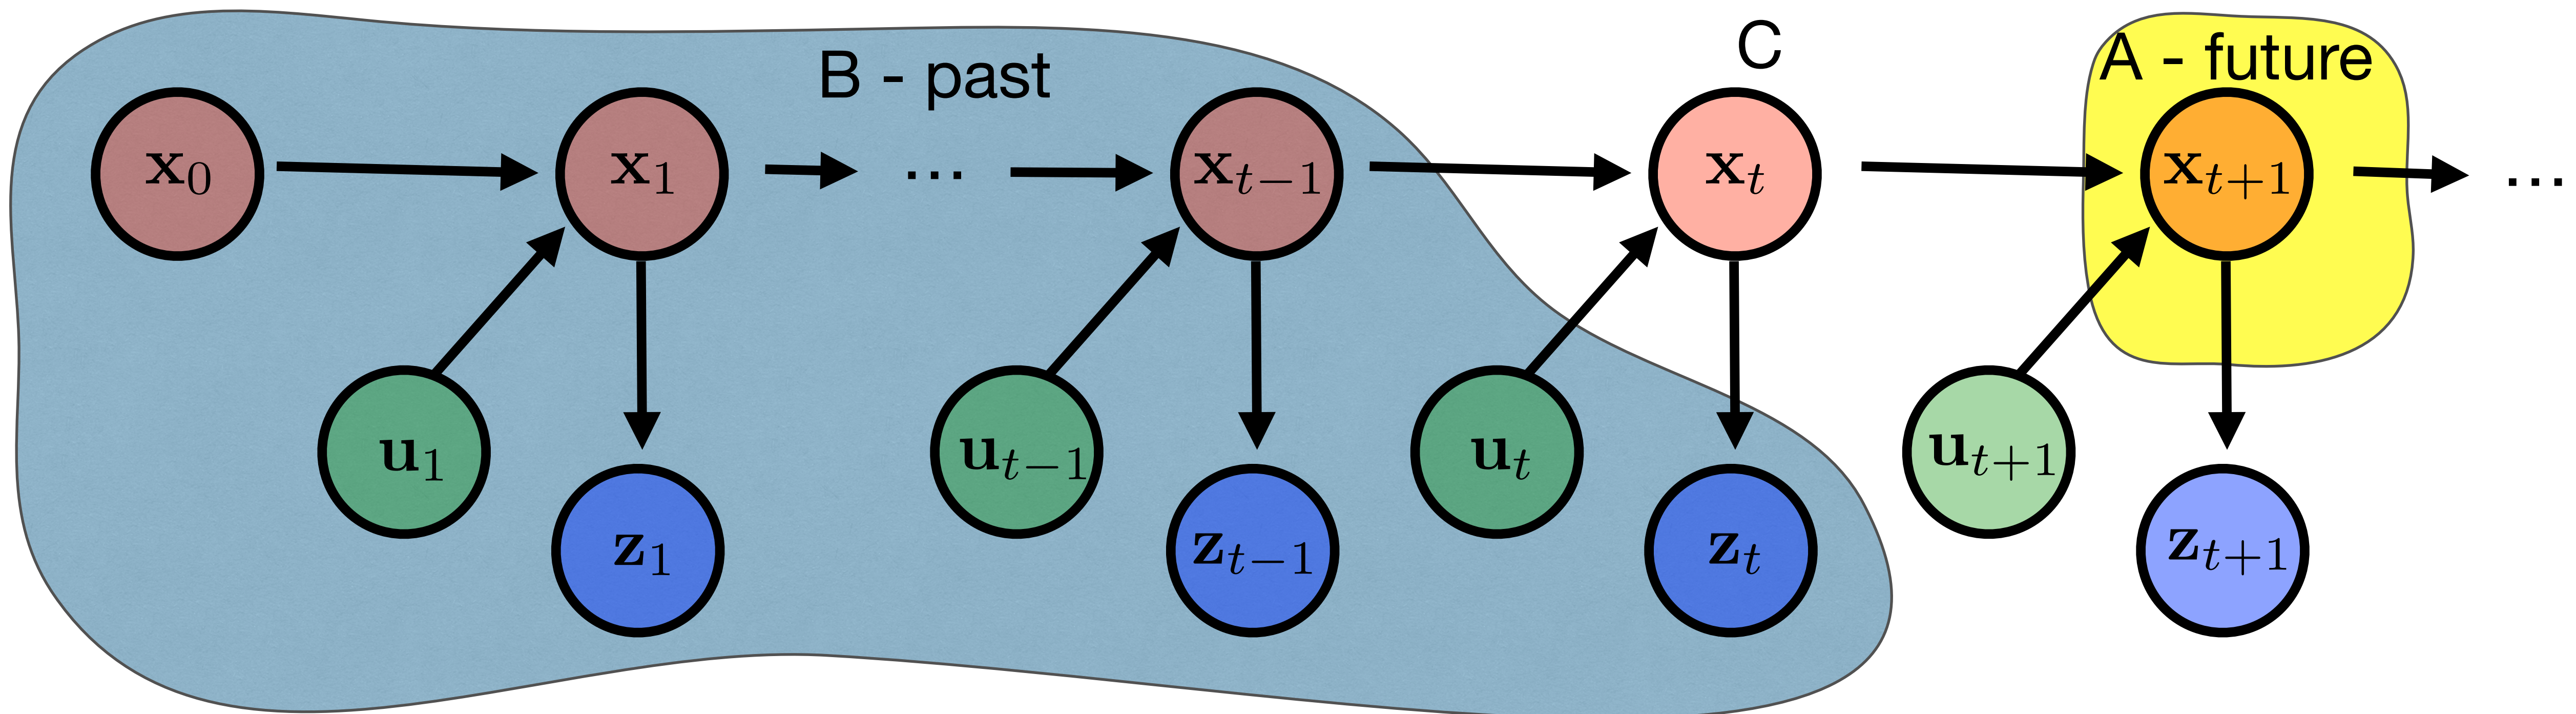 B - past
C
A - future
x₀
x₁
...
xₜ₋₁
xₜ
xₜ₊₁
...
u₁
uₜ₋₁
uₜ
uₜ₊₁
z₁
zₜ₋₁
zₜ
zₜ₊₁